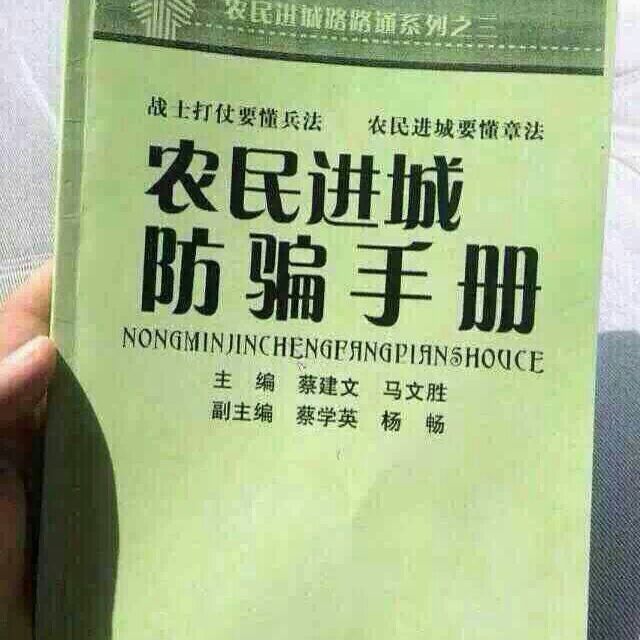 农民进城路路通系列之二
战士打仗要懂兵法 农民进城要懂章法
农民进城
防骗手册
NONGMINJINCHENGFANGPIANSHOUCE
主 编 蔡建文 马文胜
副主编 蔡学英 杨 畅